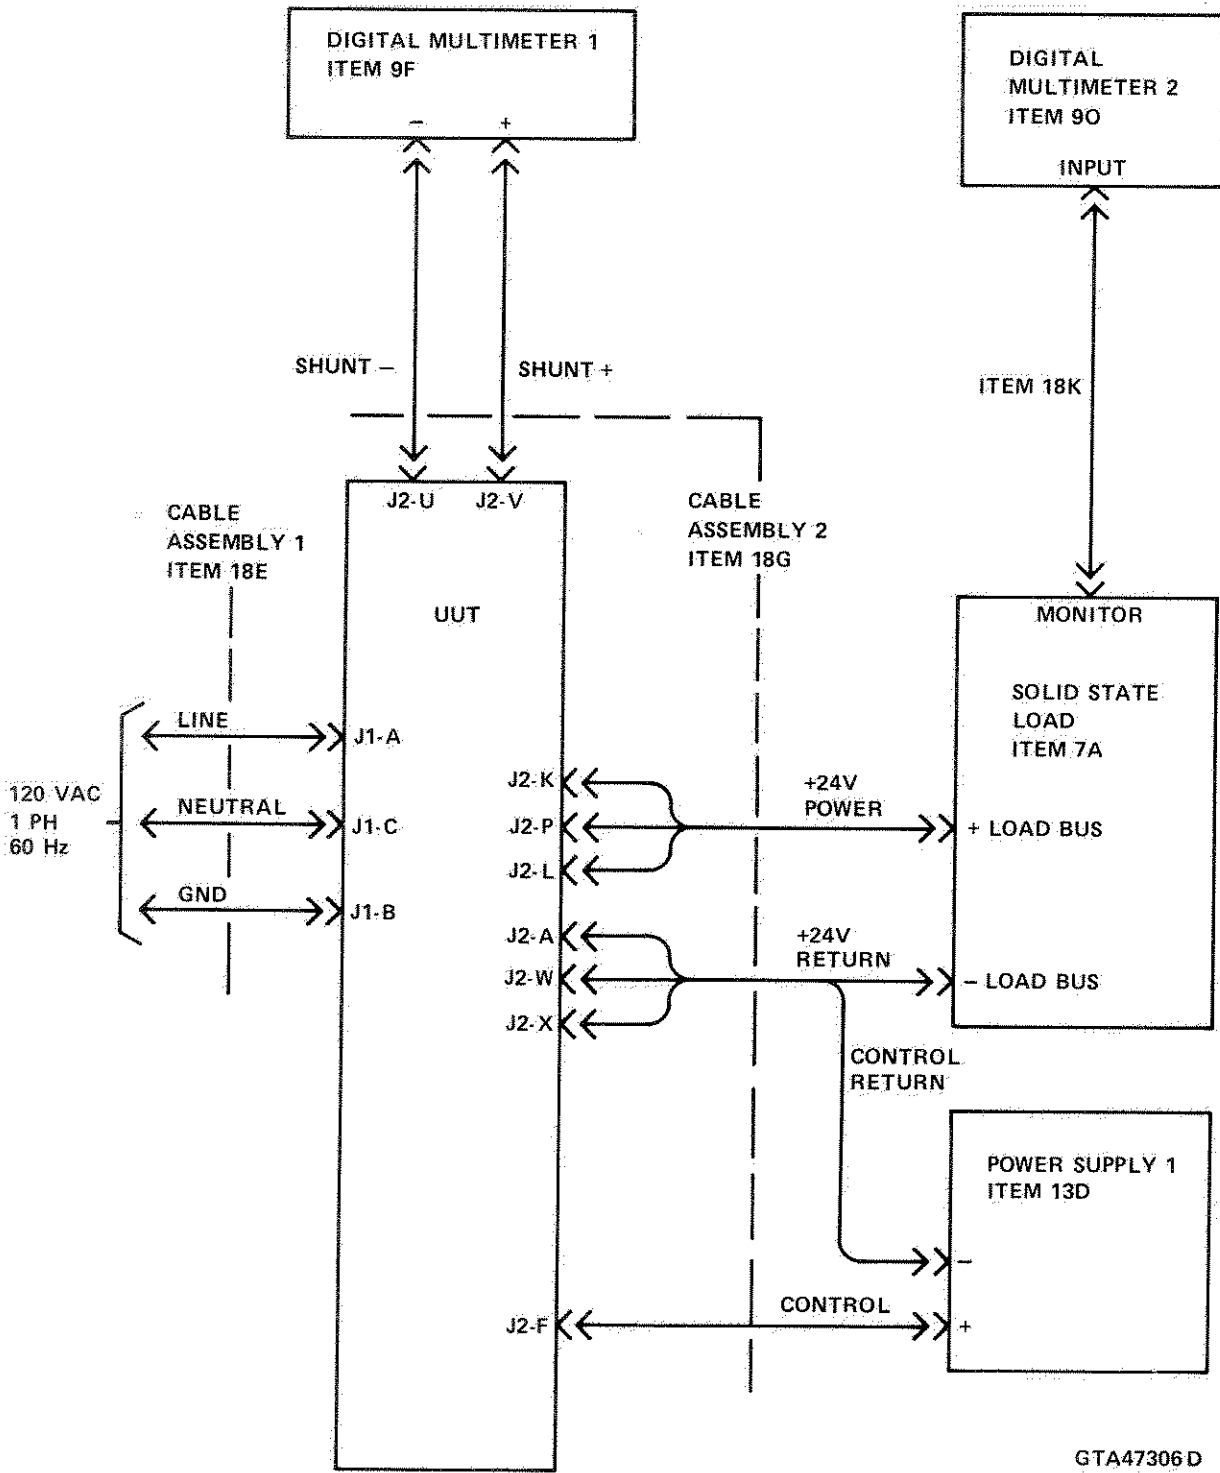 DIGITAL MULTIMETER 1
ITEM 9F
− +
DIGITAL
MULTIMETER 2
ITEM 9O
INPUT
SHUNT −
SHUNT +
ITEM 18K
J2-U J2-V
CABLE
ASSEMBLY 1
ITEM 18E
CABLE
ASSEMBLY 2
ITEM 18G
UUT
MONITOR
SOLID STATE
LOAD
ITEM 7A
LINE
J1-A
120 VAC
1 PH
60 Hz
NEUTRAL
J1-C
GND
J1-B
J2-K
J2-P
J2-L
+24V
POWER
+ LOAD BUS
J2-A
J2-W
J2-X
+24V
RETURN
− LOAD BUS
CONTROL
RETURN
POWER SUPPLY 1
ITEM 13D
−
J2-F
CONTROL
+
GTA47306D